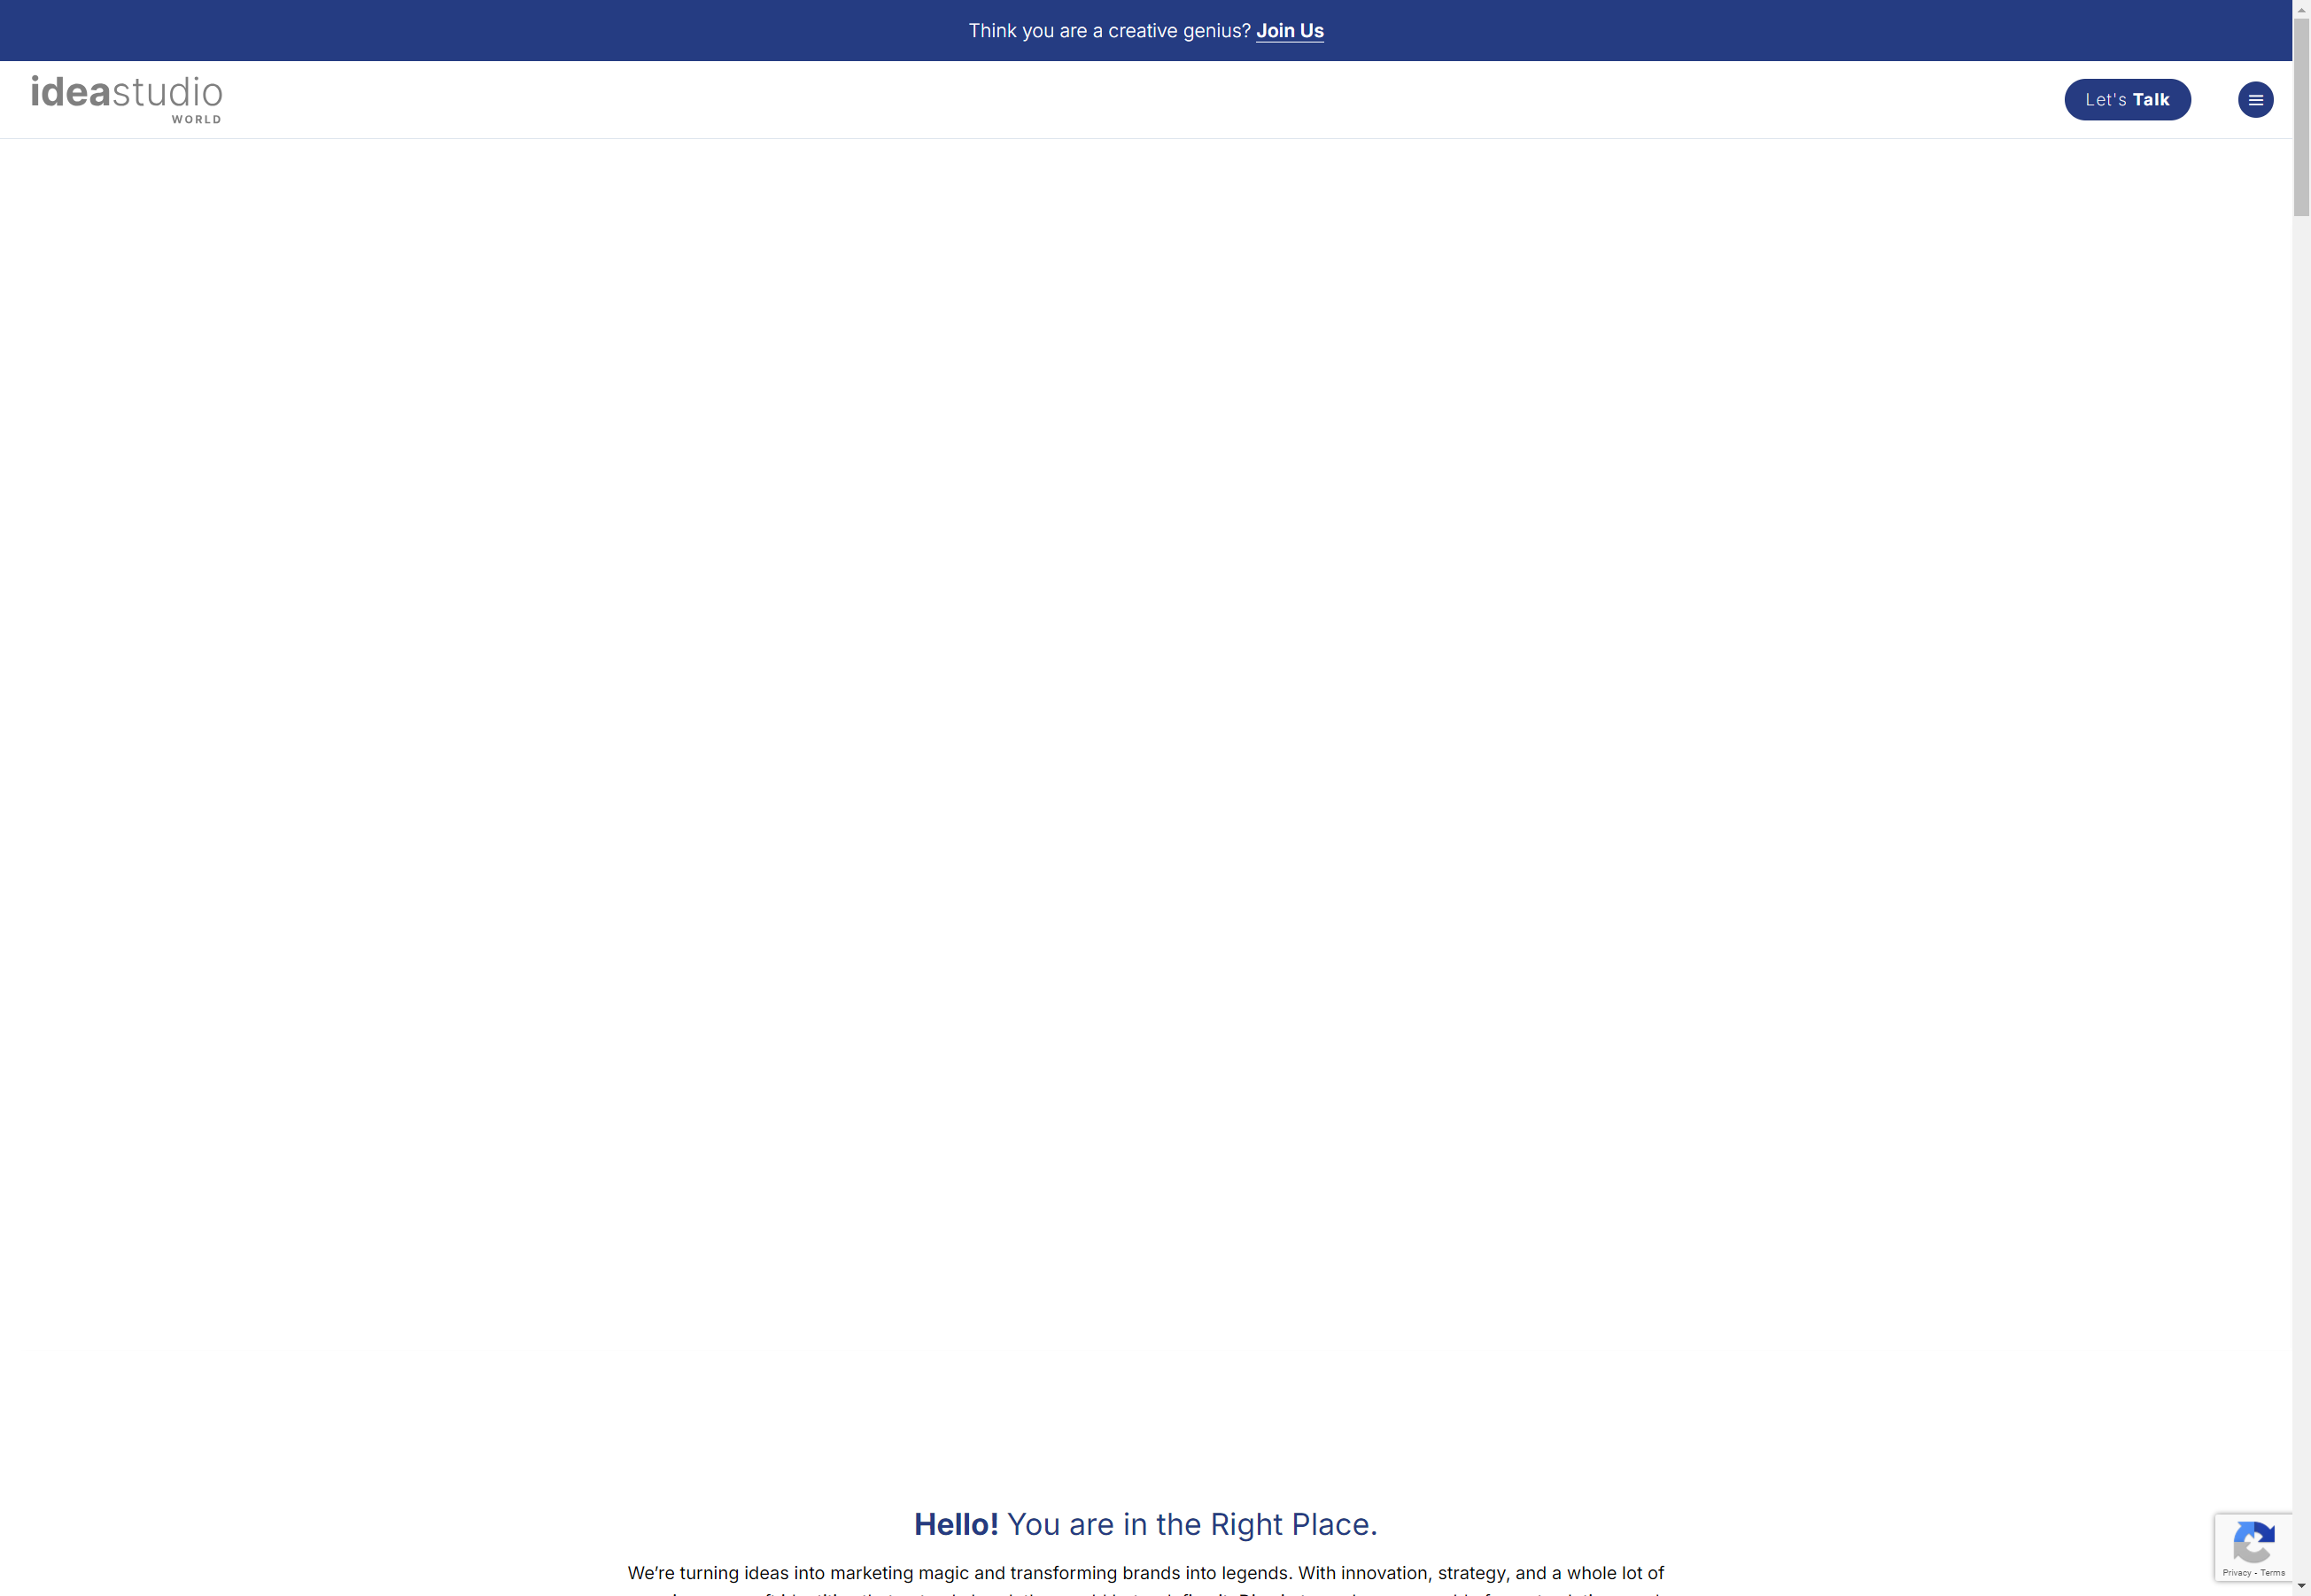 Think you are a creative genius? Join Us
ideastudio
WORLD
Let's Talk
Hello! You are in the Right Place.
We’re turning ideas into marketing magic and transforming brands into legends. With innovation, strategy, and a whole lot of
Privacy - Terms